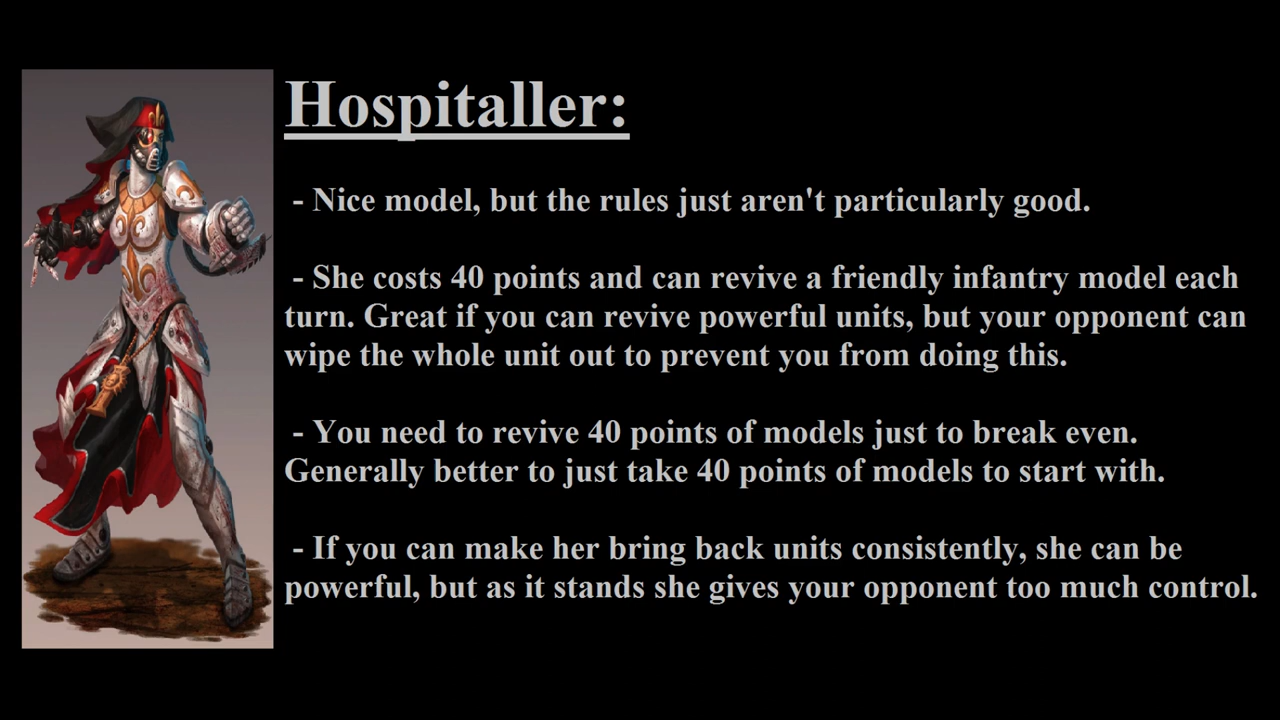 Hospitaller:
- Nice model, but the rules just aren't particularly good.
- She costs 40 points and can revive a friendly infantry model each
turn. Great if you can revive powerful units, but your opponent can
wipe the whole unit out to prevent you from doing this.
- You need to revive 40 points of models just to break even.
Generally better to just take 40 points of models to start with.
- If you can make her bring back units consistently, she can be
powerful, but as it stands she gives your opponent too much control.